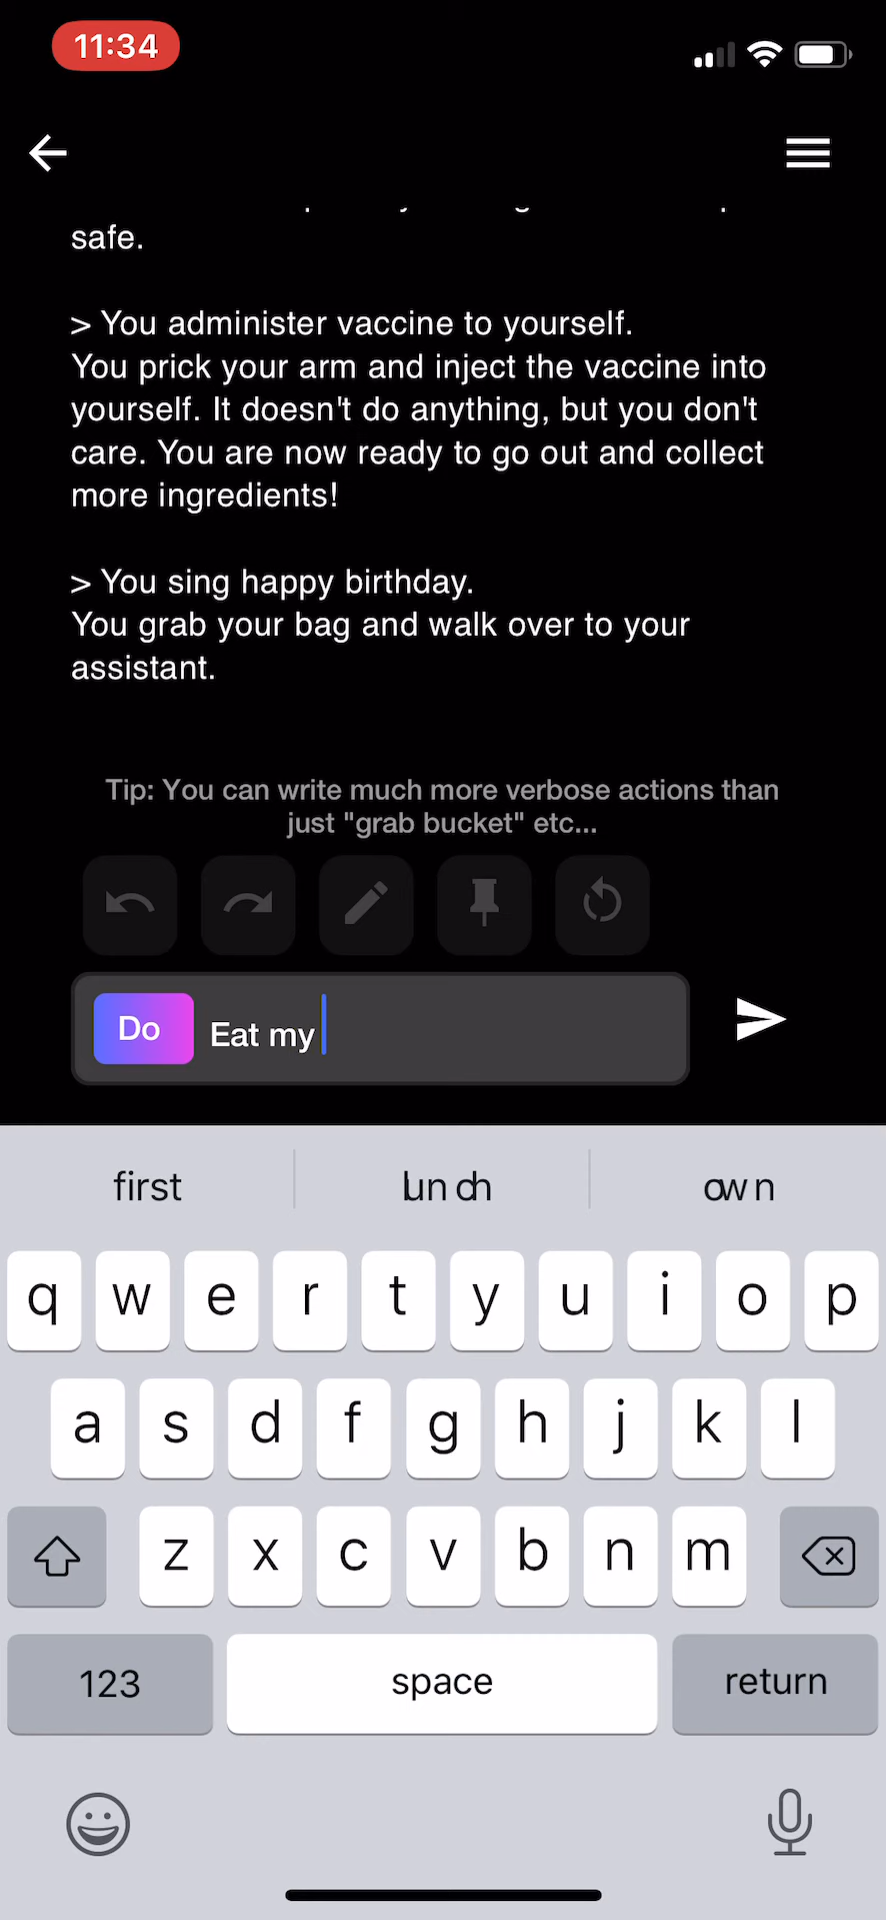 11:34
safe.
> You administer vaccine to yourself.
You prick your arm and inject the vaccine into
yourself. It doesn't do anything, but you don't
care. You are now ready to go out and collect
more ingredients!
> You sing happy birthday.
You grab your bag and walk over to your
assistant.
Tip: You can write much more verbose actions than
just "grab bucket" etc...
Do Eat my
first lunch own
q w e r t y u i o p
a s d f g h j k l
z x c v b n m
123 space return